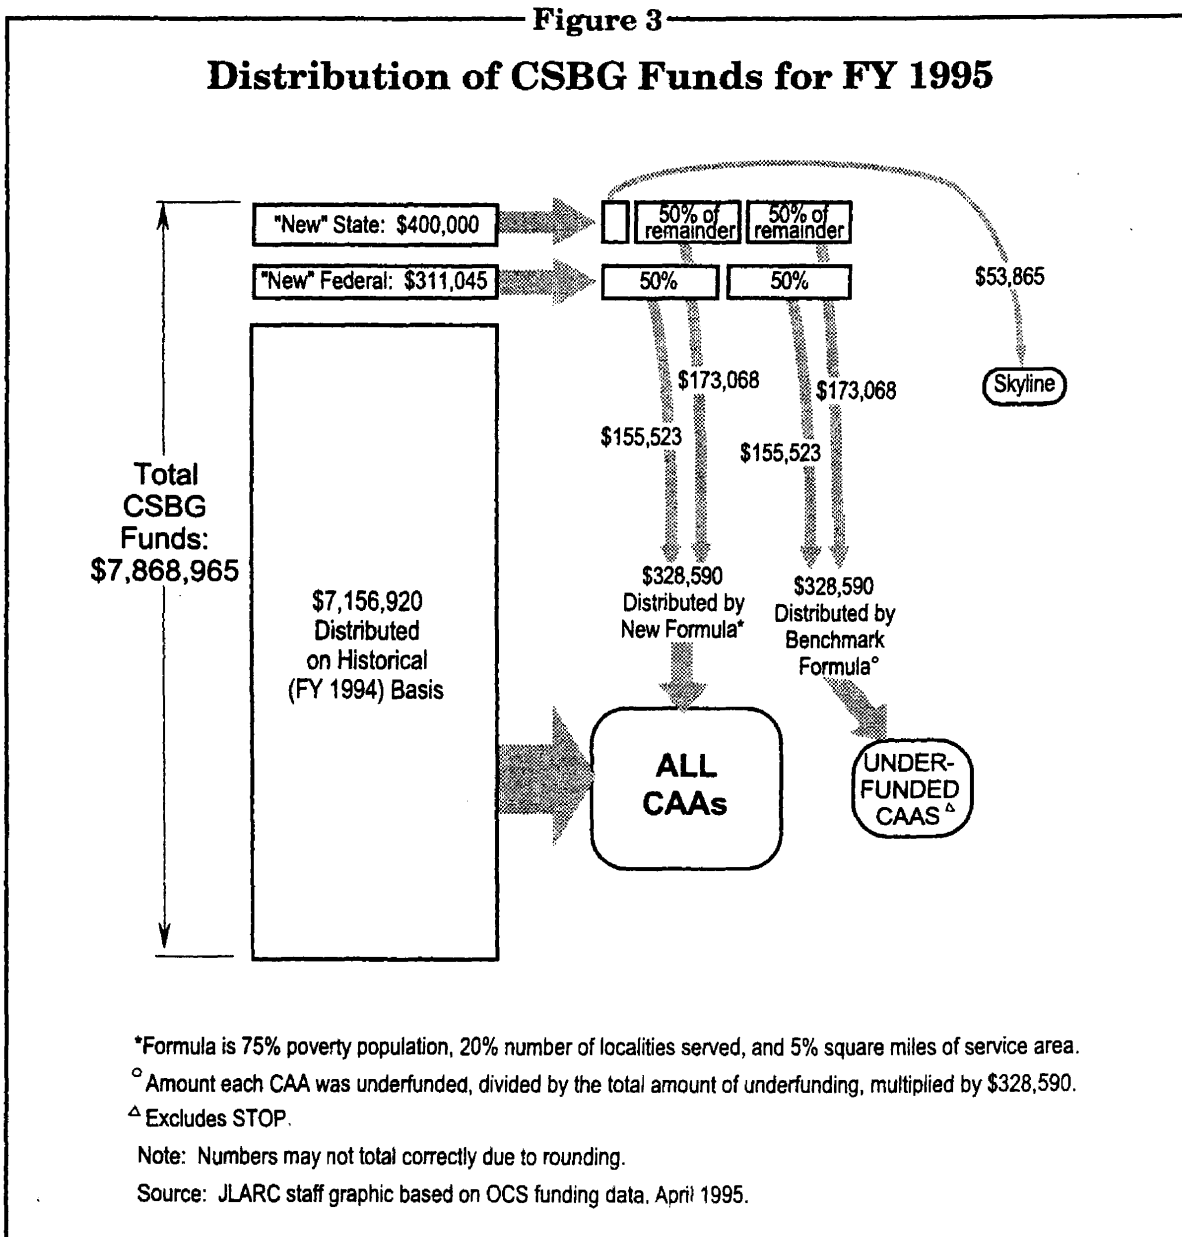 Figure 3
Distribution of CSBG Funds for FY 1995
"New" State: $400,000
50% of
remainder
50% of
remainder
"New" Federal: $311,045
50%
50%
$53,865
Skyline
$173,068
$173,068
$155,523
$155,523
Total
CSBG
Funds:
$7,868,965
$7,156,920
Distributed
on Historical
(FY 1994) Basis
$328,590
Distributed by
New Formula*
$328,590
Distributed by
Benchmark
Formula°
ALL
CAAs
UNDER-
FUNDED
CAAS △
*Formula is 75% poverty population, 20% number of localities served, and 5% square miles of service area.
° Amount each CAA was underfunded, divided by the total amount of underfunding, multiplied by $328,590.
△ Excludes STOP.
Note: Numbers may not total correctly due to rounding.
Source: JLARC staff graphic based on OCS funding data, April 1995.